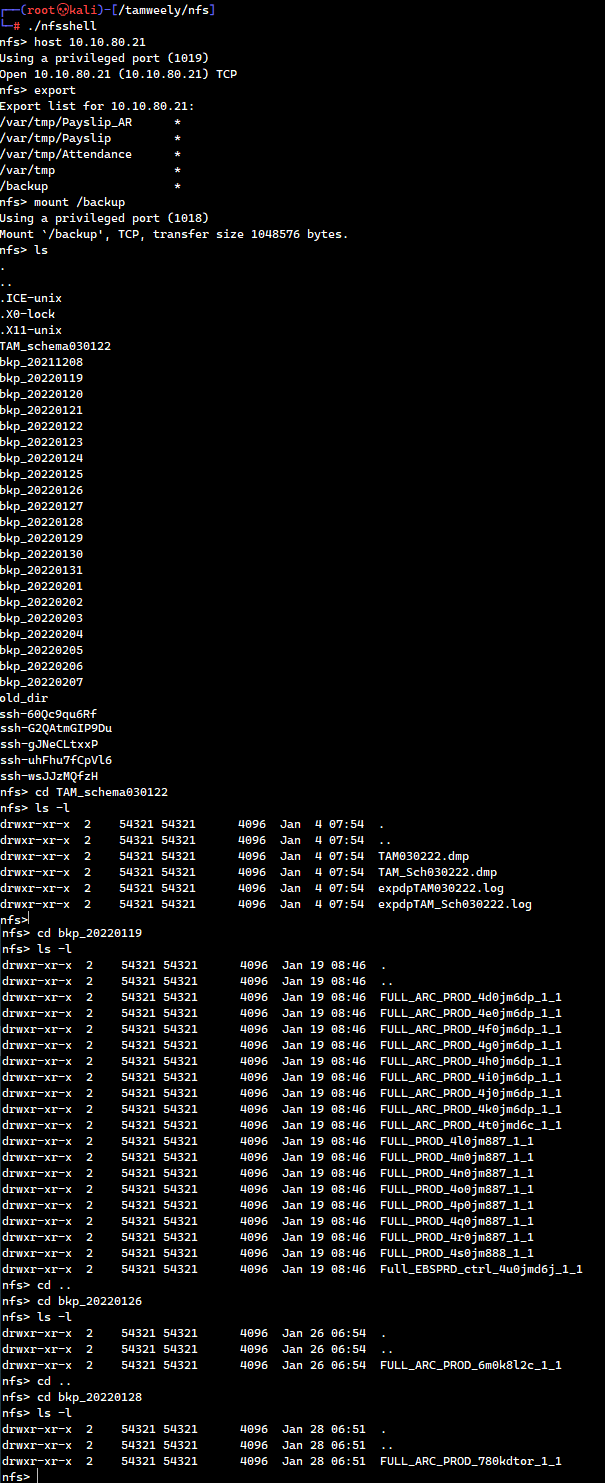 ┌──(root💀kali)-[/tamweely/nfs]
└─# ./nfsshell
nfs> host 10.10.80.21
Using a privileged port (1019)
Open 10.10.80.21 (10.10.80.21) TCP
nfs> export
Export list for 10.10.80.21:
/var/tmp/Payslip_AR      *
/var/tmp/Payslip         *
/var/tmp/Attendance      *
/var/tmp                 *
/backup                  *
nfs> mount /backup
Using a privileged port (1018)
Mount `/backup', TCP, transfer size 1048576 bytes.
nfs> ls
.
..
.ICE-unix
.X0-lock
.X11-unix
TAM_schema030122
bkp_20211208
bkp_20220119
bkp_20220120
bkp_20220121
bkp_20220122
bkp_20220123
bkp_20220124
bkp_20220125
bkp_20220126
bkp_20220127
bkp_20220128
bkp_20220129
bkp_20220130
bkp_20220131
bkp_20220201
bkp_20220202
bkp_20220203
bkp_20220204
bkp_20220205
bkp_20220206
bkp_20220207
old_dir
ssh-60Qc9qu6Rf
ssh-G2QAtmGIP9Du
ssh-gJNeCLtxxP
ssh-uhFhu7fCpVl6
ssh-wsJJzMQfzH
nfs> cd TAM_schema030122
nfs> ls -l
drwxr-xr-x  2    54321 54321      4096  Jan  4 07:54  .
drwxr-xr-x  2    54321 54321      4096  Jan  4 07:54  ..
drwxr-xr-x  2    54321 54321      4096  Jan  4 07:54  TAM030222.dmp
drwxr-xr-x  2    54321 54321      4096  Jan  4 07:54  TAM_Sch030222.dmp
drwxr-xr-x  2    54321 54321      4096  Jan  4 07:54  expdpTAM030222.log
drwxr-xr-x  2    54321 54321      4096  Jan  4 07:54  expdpTAM_Sch030222.log
nfs>
nfs> cd bkp_20220119
nfs> ls -l
drwxr-xr-x  2    54321 54321      4096  Jan 19 08:46  .
drwxr-xr-x  2    54321 54321      4096  Jan 19 08:46  ..
drwxr-xr-x  2    54321 54321      4096  Jan 19 08:46  FULL_ARC_PROD_4d0jm6dp_1_1
drwxr-xr-x  2    54321 54321      4096  Jan 19 08:46  FULL_ARC_PROD_4e0jm6dp_1_1
drwxr-xr-x  2    54321 54321      4096  Jan 19 08:46  FULL_ARC_PROD_4f0jm6dp_1_1
drwxr-xr-x  2    54321 54321      4096  Jan 19 08:46  FULL_ARC_PROD_4g0jm6dp_1_1
drwxr-xr-x  2    54321 54321      4096  Jan 19 08:46  FULL_ARC_PROD_4h0jm6dp_1_1
drwxr-xr-x  2    54321 54321      4096  Jan 19 08:46  FULL_ARC_PROD_4i0jm6dp_1_1
drwxr-xr-x  2    54321 54321      4096  Jan 19 08:46  FULL_ARC_PROD_4j0jm6dp_1_1
drwxr-xr-x  2    54321 54321      4096  Jan 19 08:46  FULL_ARC_PROD_4k0jm6dp_1_1
drwxr-xr-x  2    54321 54321      4096  Jan 19 08:46  FULL_ARC_PROD_4t0jmd6c_1_1
drwxr-xr-x  2    54321 54321      4096  Jan 19 08:46  FULL_PROD_4l0jm887_1_1
drwxr-xr-x  2    54321 54321      4096  Jan 19 08:46  FULL_PROD_4m0jm887_1_1
drwxr-xr-x  2    54321 54321      4096  Jan 19 08:46  FULL_PROD_4n0jm887_1_1
drwxr-xr-x  2    54321 54321      4096  Jan 19 08:46  FULL_PROD_4o0jm887_1_1
drwxr-xr-x  2    54321 54321      4096  Jan 19 08:46  FULL_PROD_4p0jm887_1_1
drwxr-xr-x  2    54321 54321      4096  Jan 19 08:46  FULL_PROD_4q0jm887_1_1
drwxr-xr-x  2    54321 54321      4096  Jan 19 08:46  FULL_PROD_4r0jm887_1_1
drwxr-xr-x  2    54321 54321      4096  Jan 19 08:46  FULL_PROD_4s0jm888_1_1
drwxr-xr-x  2    54321 54321      4096  Jan 19 08:46  Full_EBSPRD_ctrl_4u0jmd6j_1_1
nfs> cd ..
nfs> cd bkp_20220126
nfs> ls -l
drwxr-xr-x  2    54321 54321      4096  Jan 26 06:54  .
drwxr-xr-x  2    54321 54321      4096  Jan 26 06:54  ..
drwxr-xr-x  2    54321 54321      4096  Jan 26 06:54  FULL_ARC_PROD_6m0k8l2c_1_1
nfs> cd ..
nfs> cd bkp_20220128
nfs> ls -l
drwxr-xr-x  2    54321 54321      4096  Jan 28 06:51  .
drwxr-xr-x  2    54321 54321      4096  Jan 28 06:51  ..
drwxr-xr-x  2    54321 54321      4096  Jan 28 06:51  FULL_ARC_PROD_780kdtor_1_1
nfs>